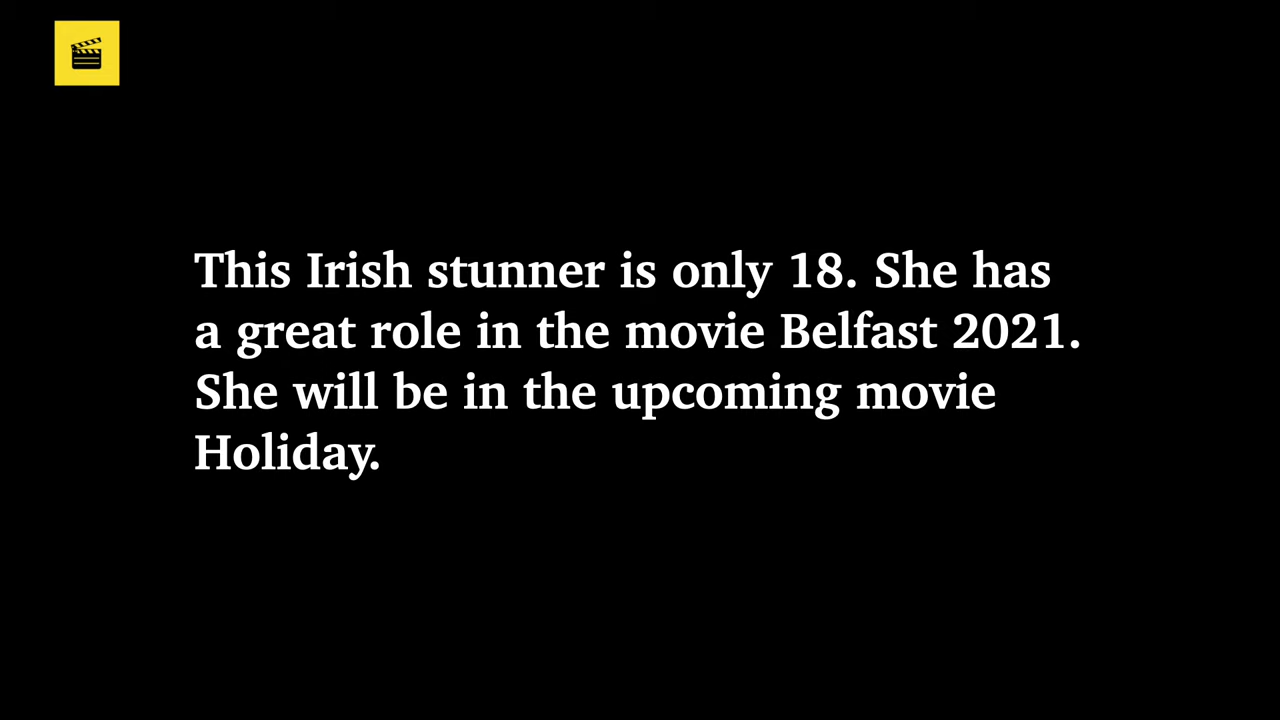 This Irish stunner is only 18. She has
a great role in the movie Belfast 2021.
She will be in the upcoming movie
Holiday.